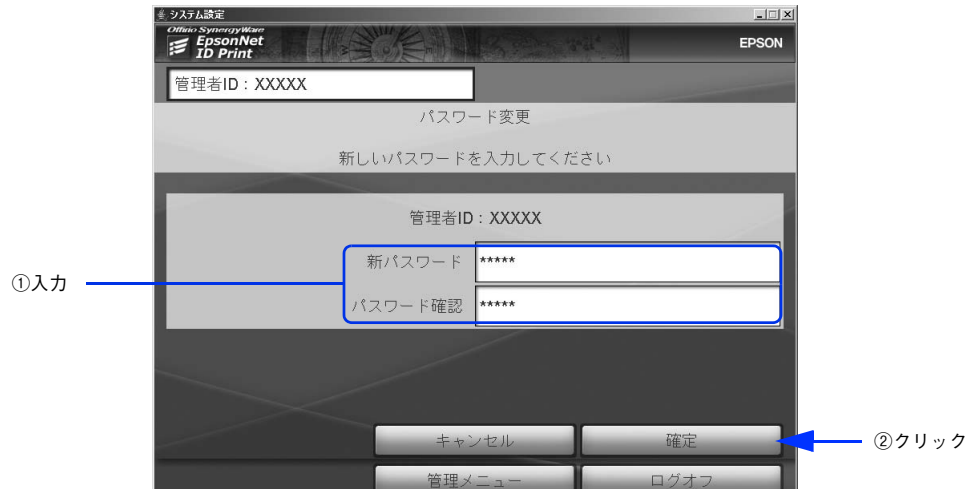 システム設定
Offirio SynergyWare
EpsonNet
ID Print
EPSON
管理者ID：XXXXX
パスワード変更
新しいパスワードを入力してください
管理者ID：XXXXX
新パスワード *****
パスワード確認 *****
①入力
キャンセル 確定
②クリック
管理メニュー ログオフ